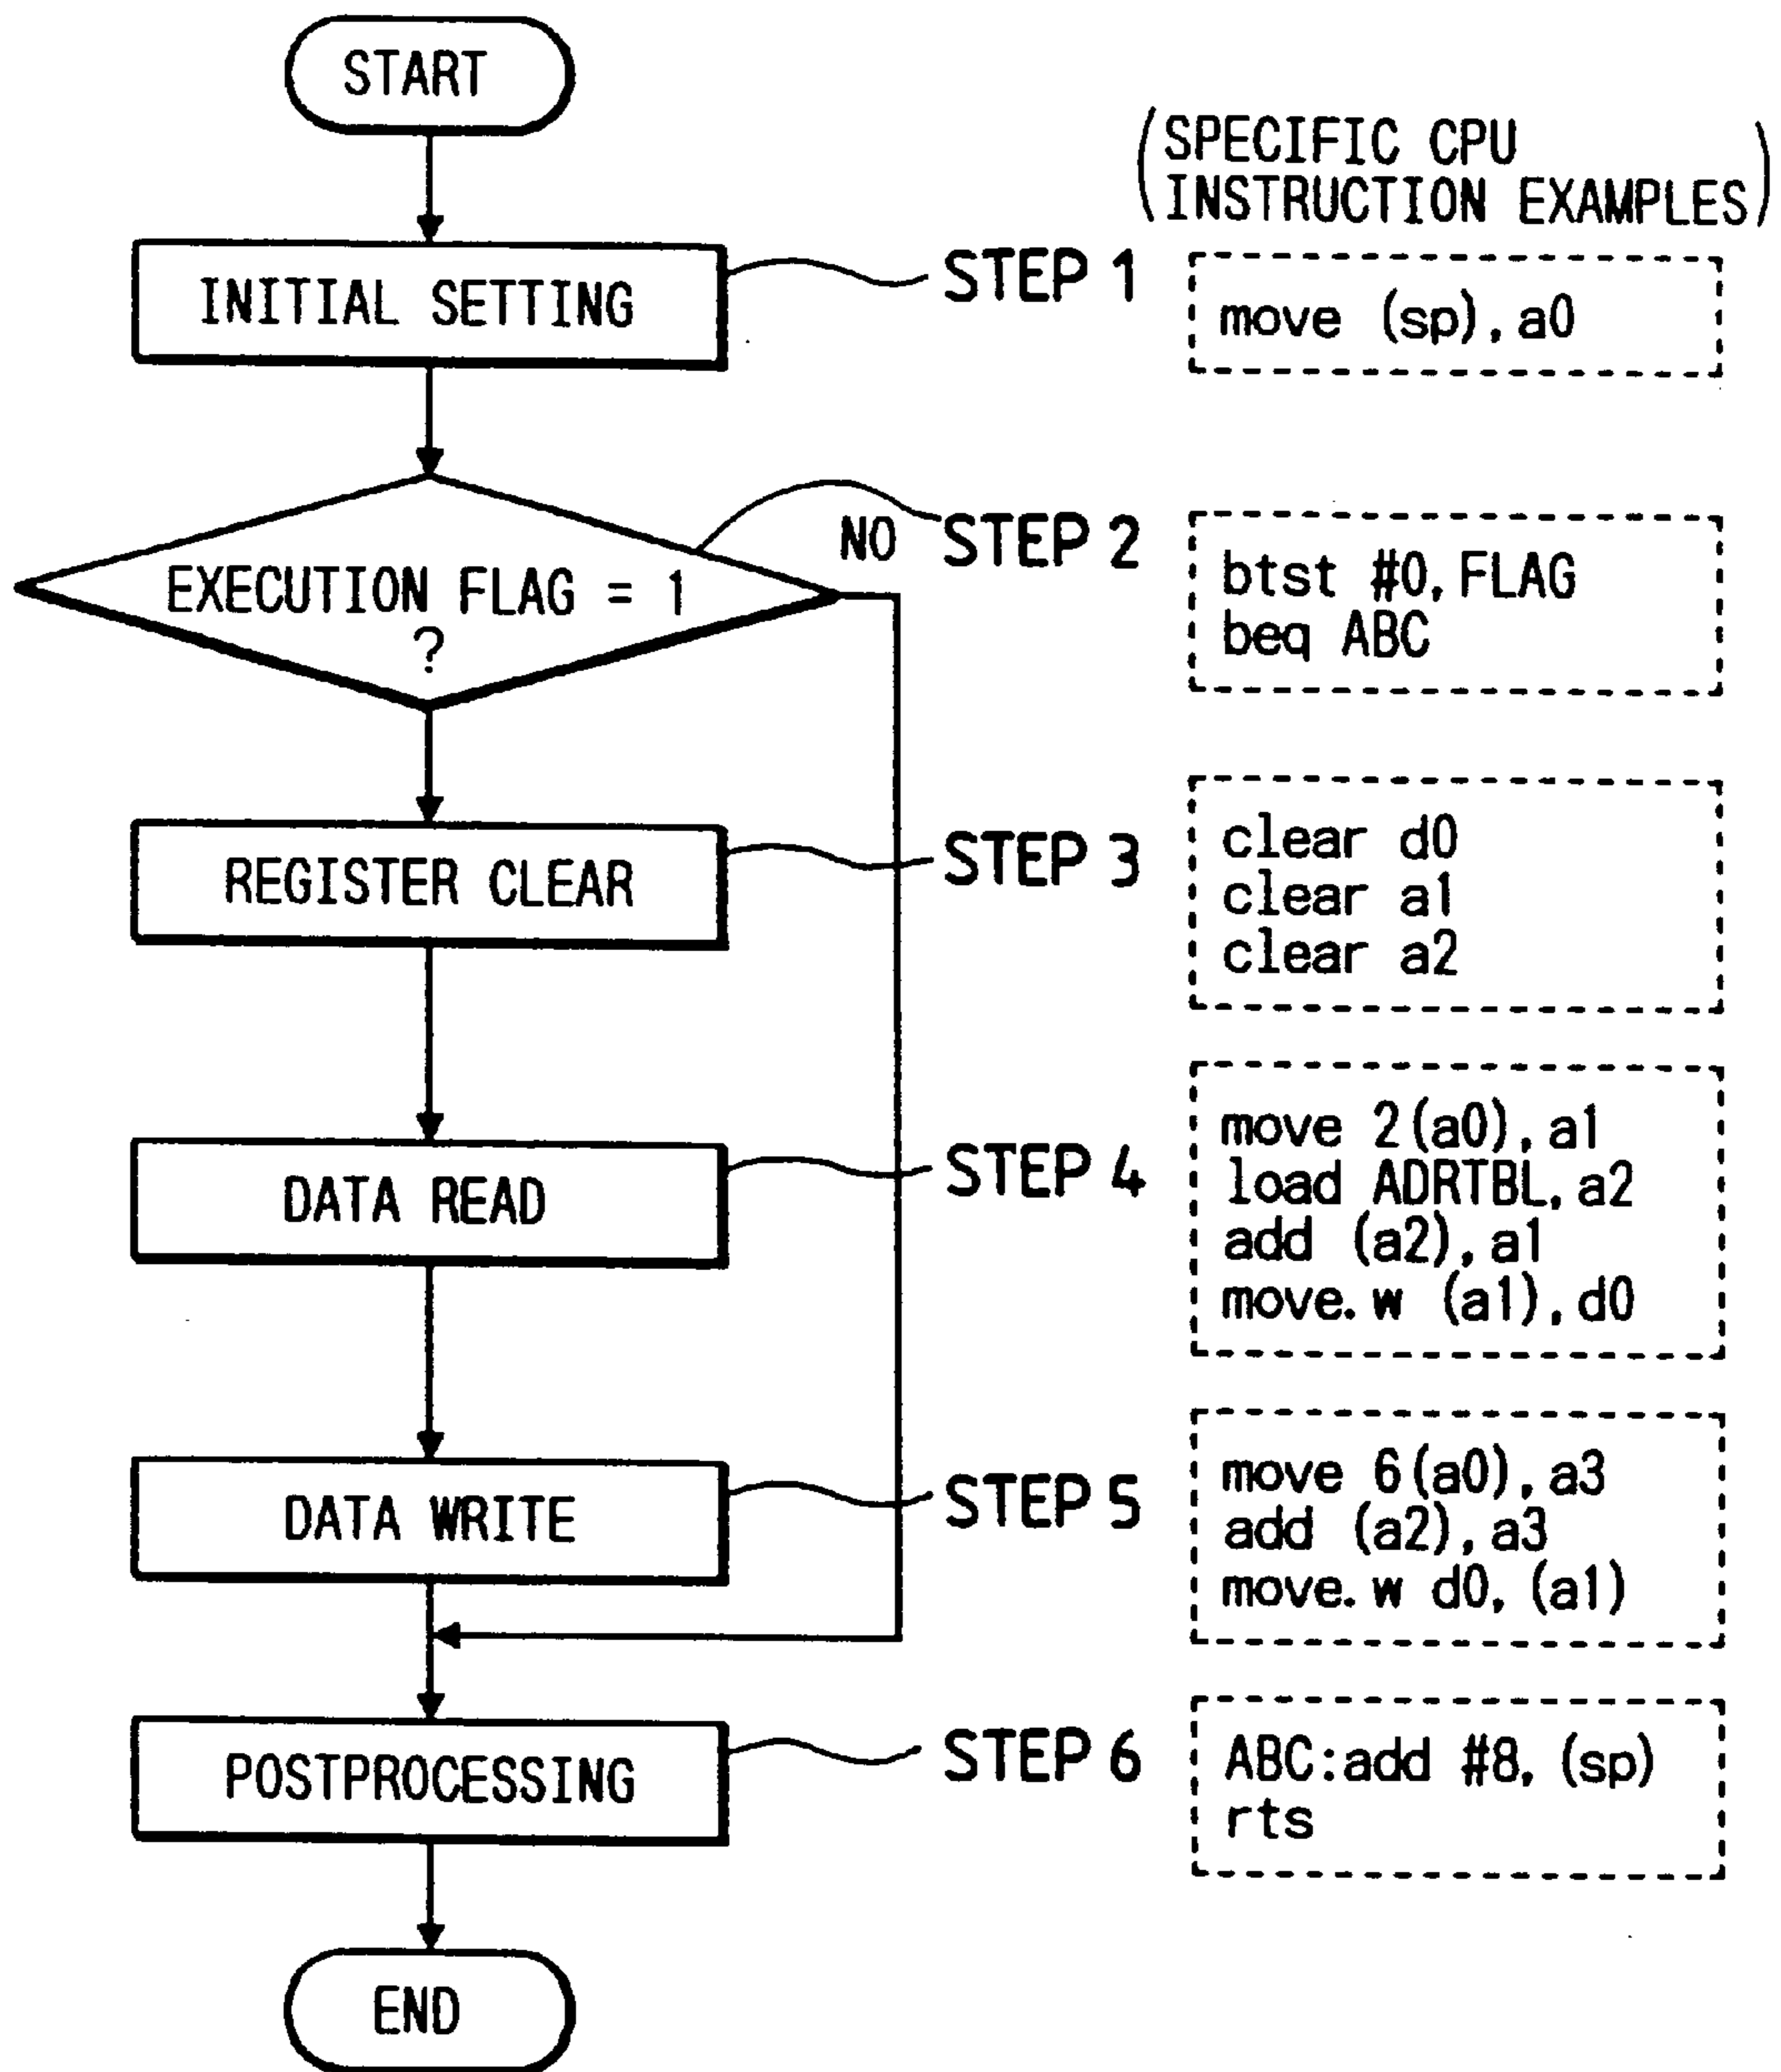 START
(SPECIFIC CPU
INSTRUCTION EXAMPLES)
INITIAL SETTING
STEP 1
move (sp), a0
EXECUTION FLAG = 1
?
NO
STEP 2
btst #0, FLAG
beq ABC
REGISTER CLEAR
STEP 3
clear d0
clear a1
clear a2
DATA READ
STEP 4
move 2(a0), a1
load ADRTBL, a2
add (a2), a1
move.w (a1), d0
DATA WRITE
STEP 5
move 6(a0), a3
add (a2), a3
move.w d0, (a1)
POSTPROCESSING
STEP 6
ABC:add #8, (sp)
rts
END